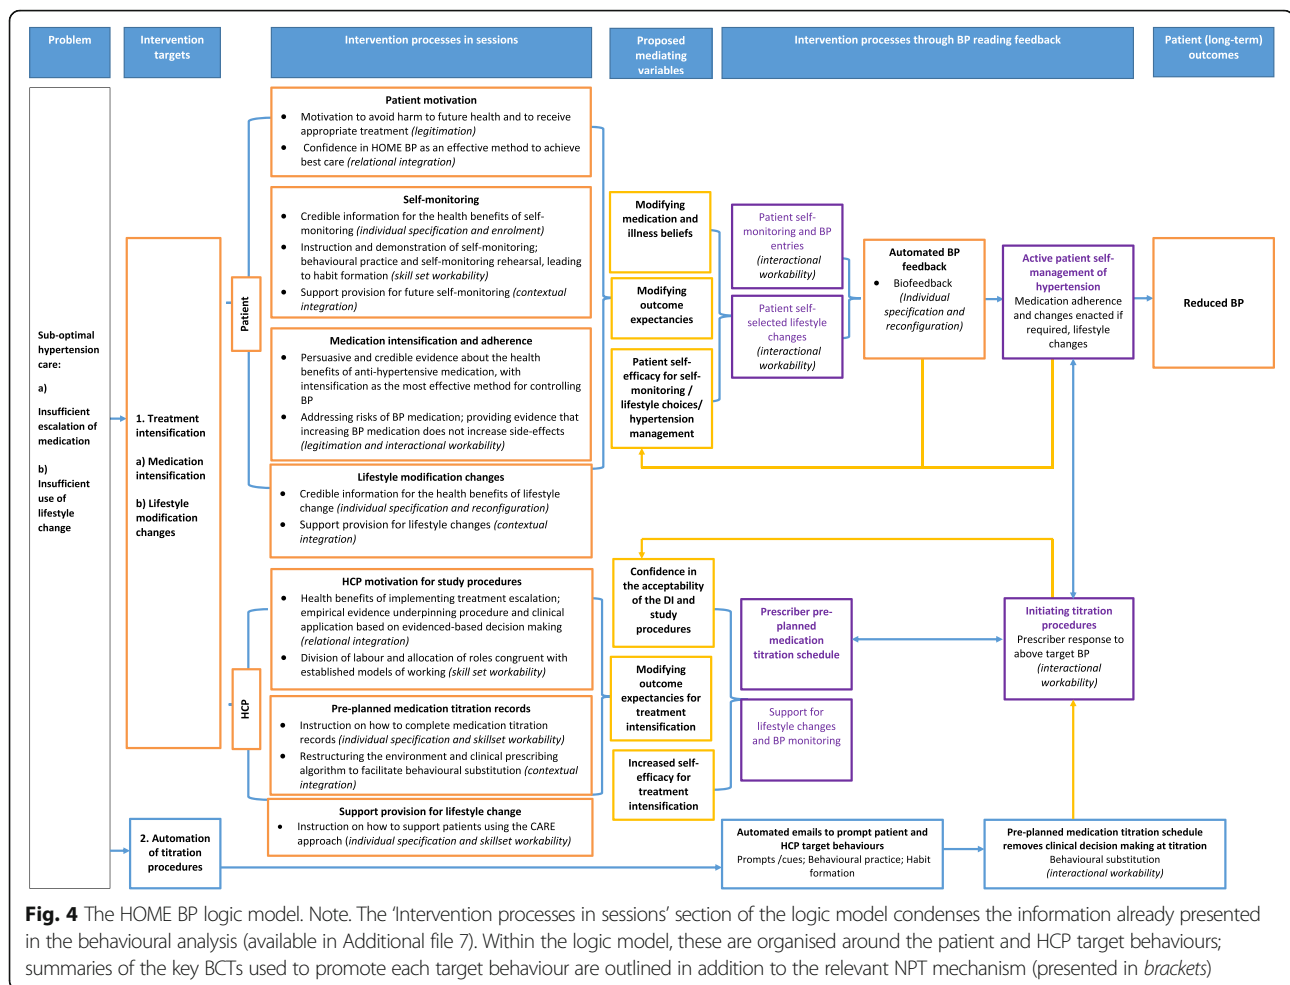 Problem
Intervention
targets
Intervention processes in sessions
Proposed
mediating
variables
Intervention processes through BP reading feedback
Patient (long-term)
outcomes
Sub-optimal
hypertension
care:
a)
Insufficient
escalation of
medication
b)
Insufficient
use of
lifestyle
change
1. Treatment
intensification
a) Medication
intensification
b) Lifestyle
modification
changes
2. Automation
of titration
procedures
Patient
HCP
Patient motivation
• Motivation to avoid harm to future health and to receive
appropriate treatment (legitimation)
• Confidence in HOME BP as an effective method to achieve
best care (relational integration)
Self-monitoring
• Credible information for the health benefits of self-
monitoring (individual specification and enrolment)
• Instruction and demonstration of self-monitoring;
behavioural practice and self-monitoring rehearsal, leading
to habit formation (skill set workability)
• Support provision for future self-monitoring (contextual
integration)
Medication intensification and adherence
• Persuasive and credible evidence about the health
benefits of anti-hypertensive medication, with
intensification as the most effective method for controlling
BP
• Addressing risks of BP medication; providing evidence that
increasing BP medication does not increase side-effects
(legitimation and interactional workability)
Lifestyle modification changes
• Credible information for the health benefits of lifestyle
change (individual specification and reconfiguration)
• Support provision for lifestyle changes (contextual
integration)
HCP motivation for study procedures
• Health benefits of implementing treatment escalation;
empirical evidence underpinning procedure and clinical
application based on evidenced-based decision making
(relational integration)
• Division of labour and allocation of roles congruent with
established models of working (skill set workability)
Pre-planned medication titration records
• Instruction on how to complete medication titration
records (individual specification and skillset workability)
• Restructuring the environment and clinical prescribing
algorithm to facilitate behavioural substitution (contextual
integration)
Support provision for lifestyle change
• Instruction on how to support patients using the CARE
approach (individual specification and skillset workability)
Modifying
medication and
illness beliefs
Modifying
outcome
expectancies
Patient self-
efficacy for self-
monitoring /
lifestyle choices/
hypertension
management
Confidence in
the acceptability
of the DI and
study
procedures
Modifying
outcome
expectancies for
treatment
intensification
Increased self-
efficacy for
treatment
intensification
Patient self-
monitoring and BP
entries
(interactional
workability)
Patient self-
selected lifestyle
changes
(interactional
workability)
Automated BP
feedback
• Biofeedback
(Individual
specification and
reconfiguration)
Active patient self-
management of
hypertension
Medication adherence
and changes enacted if
required, lifestyle
changes
Reduced BP
Prescriber pre-
planned
medication
titration schedule
Support for
lifestyle changes
and BP monitoring
Initiating titration
procedures
Prescriber response to
above target BP
(interactional
workability)
Automated emails to prompt patient and
HCP target behaviours
Prompts /cues; Behavioural practice; Habit
formation
Pre-planned medication titration schedule
removes clinical decision making at titration
Behavioural substitution
(interactional workability)
Fig. 4 The HOME BP logic model. Note. The ‘Intervention processes in sessions’ section of the logic model condenses the information already presented
in the behavioural analysis (available in Additional file 7). Within the logic model, these are organised around the patient and HCP target behaviours;
summaries of the key BCTs used to promote each target behaviour are outlined in addition to the relevant NPT mechanism (presented in brackets)